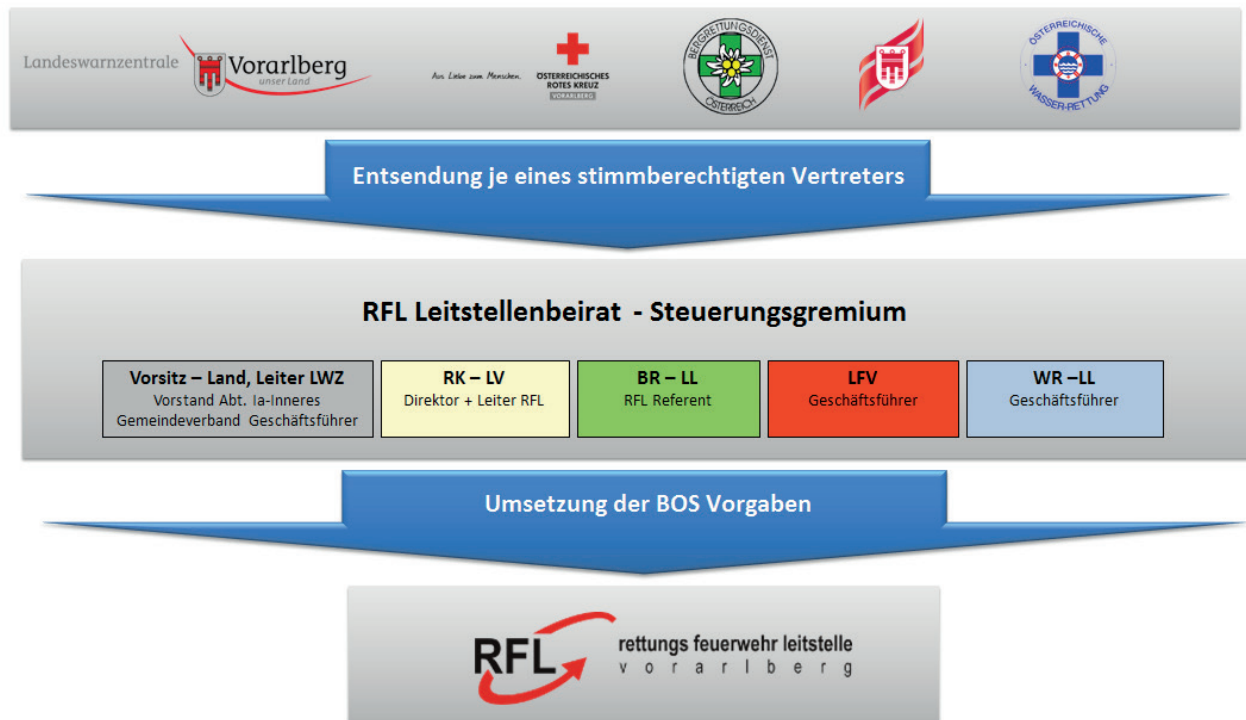 Landeswarnzentrale
Vorarlberg
unser Land
Aus Liebe zum Menschen.
ÖSTERREICHISCHES
ROTES KREUZ
VORARLBERG
BERGRETTUNGSDIENST
ÖSTERREICH
ÖSTERREICHISCHE
WASSER-RETTUNG
Entsendung je eines stimmberechtigten Vertreters
RFL Leitstellenbeirat - Steuerungsgremium
Vorsitz – Land, Leiter LWZ
Vorstand Abt. Ia-Inneres
Gemeindeverband Geschäftsführer
RK – LV
Direktor + Leiter RFL
BR – LL
RFL Referent
LFV
Geschäftsführer
WR –LL
Geschäftsführer
Umsetzung der BOS Vorgaben
RFL
rettungs feuerwehr leitstelle
vorarlberg